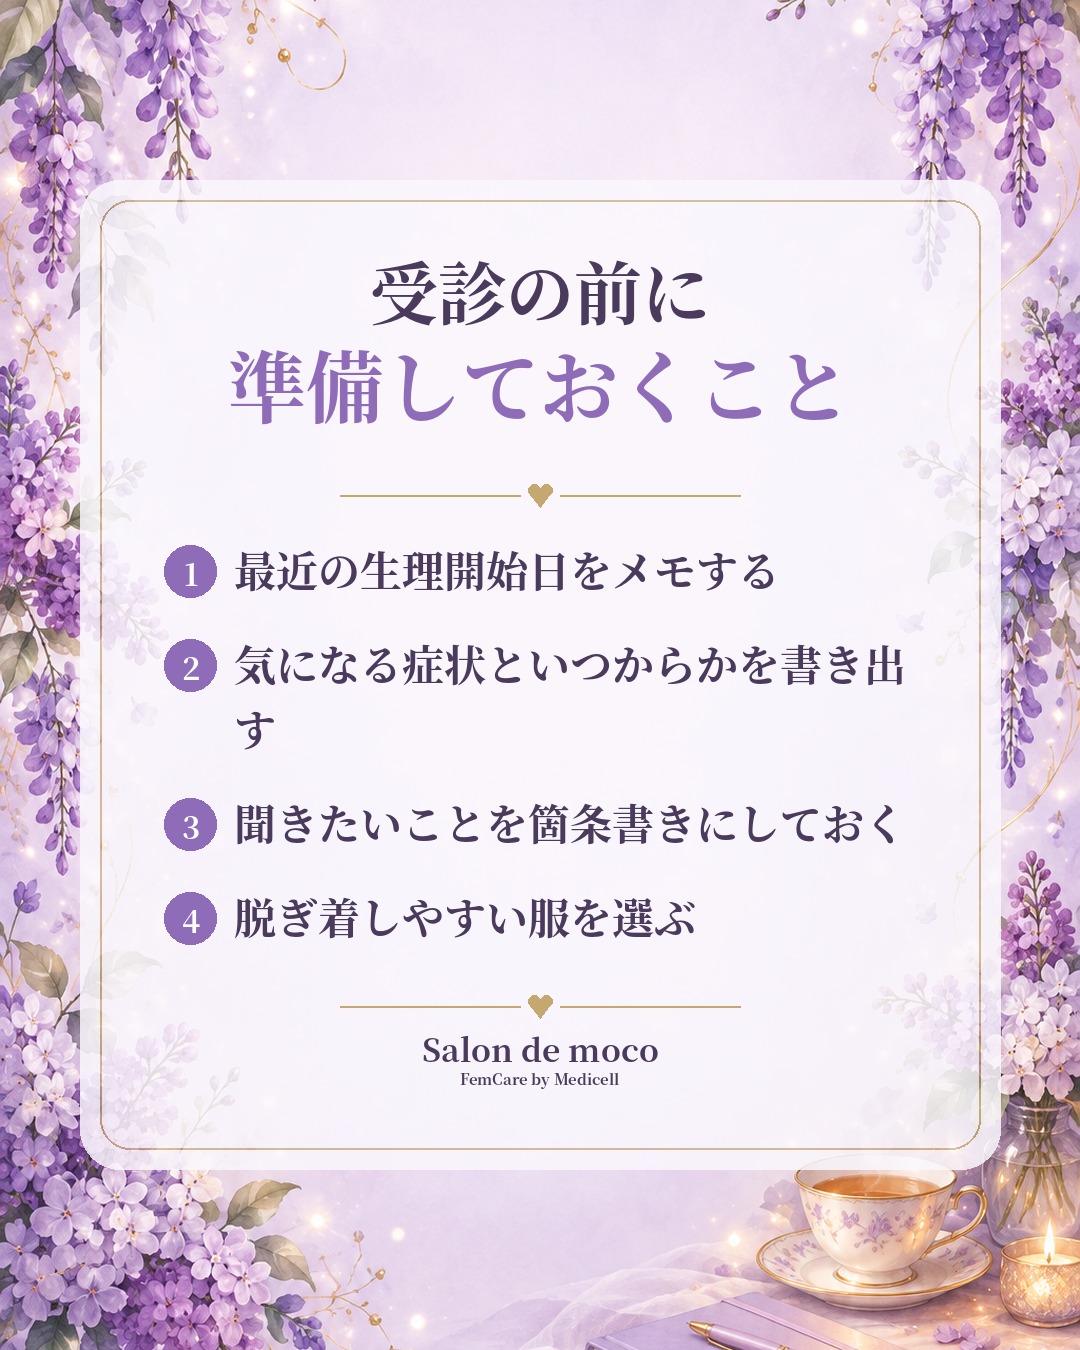 受診の前に
準備しておくこと
1 最近の生理開始日をメモする
2 気になる症状といつからかを書き出
す
3 聞きたいことを箇条書きにしておく
4 脱ぎ着しやすい服を選ぶ
Salon de moco
FemCare by Medicell